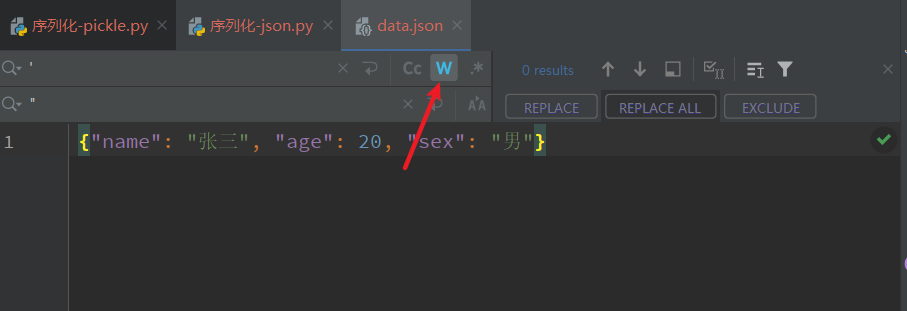 序列化-pickle.py 序列化-json.py data.json
' Cc W .* 0 results
"
REPLACE REPLACE ALL EXCLUDE
1 {"name": "张三", "age": 20, "sex": "男"}